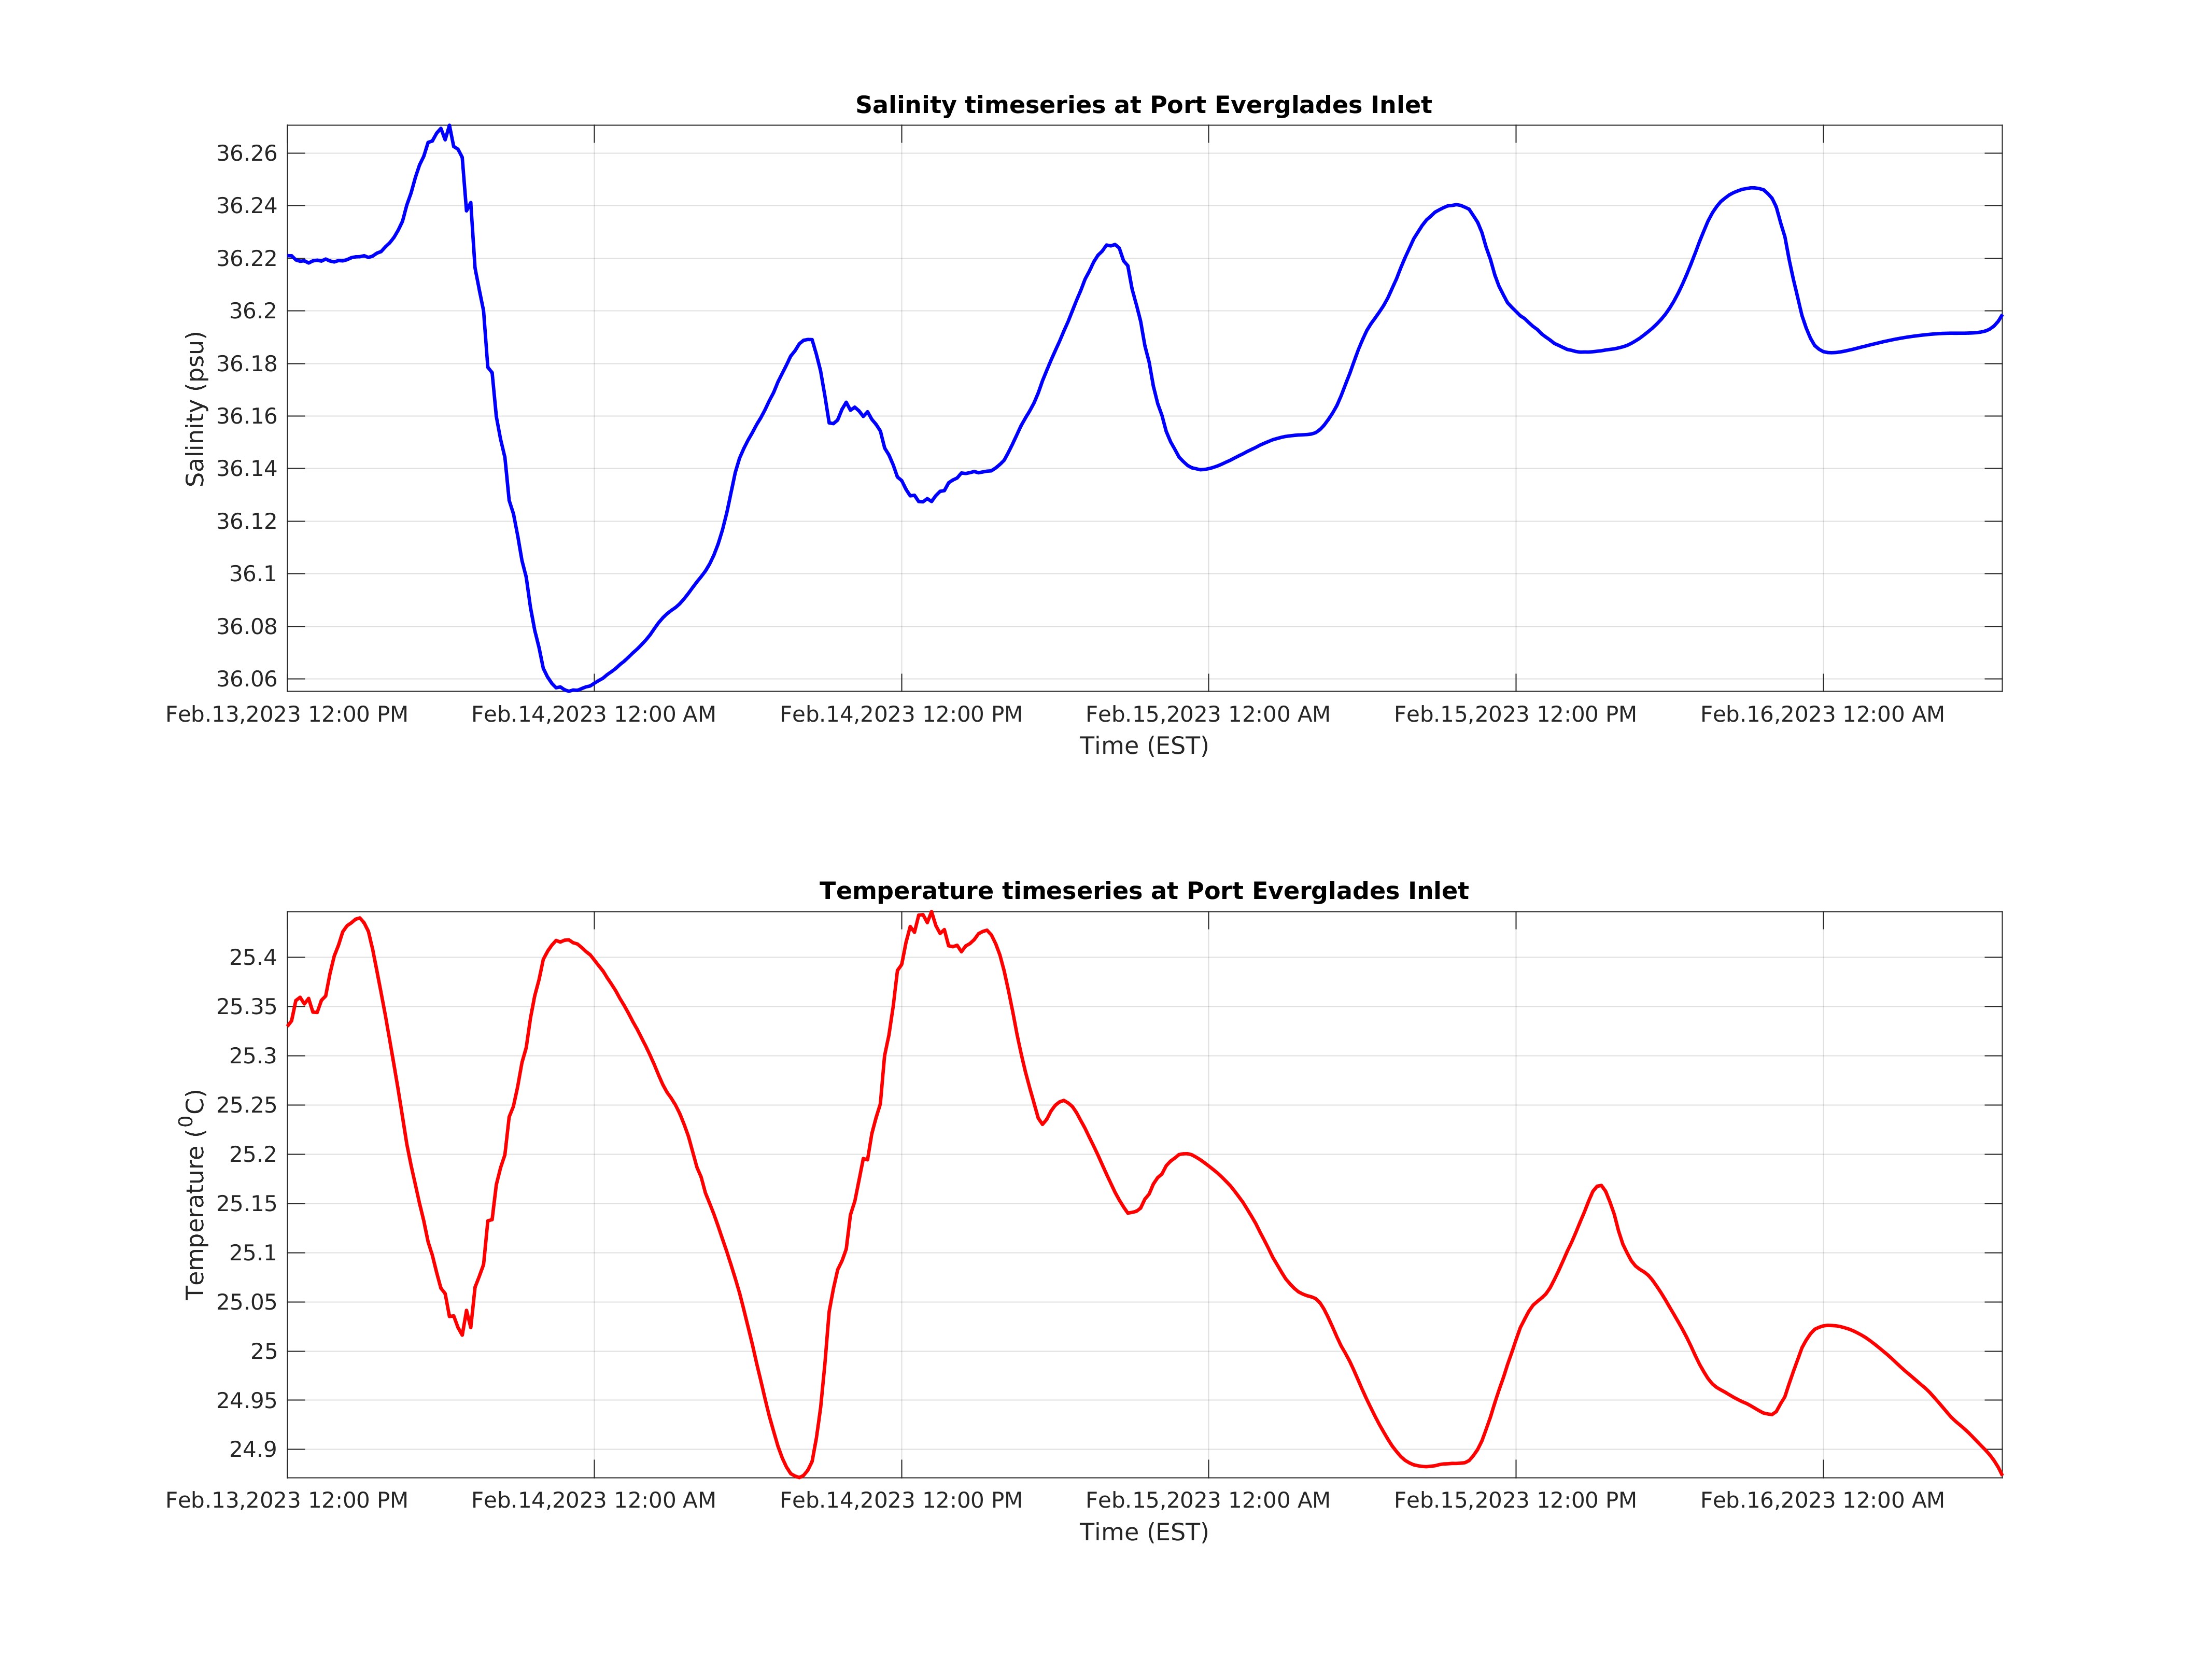 Salinity timeseries at Port Everglades Inlet
36.26
36.24
36.22
36.2
36.18
36.16
36.14
36.12
36.1
36.08
36.06
Salinity (psu)
Feb.13,2023 12:00 PM Feb.14,2023 12:00 AM Feb.14,2023 12:00 PM Feb.15,2023 12:00 AM Feb.15,2023 12:00 PM Feb.16,2023 12:00 AM
Time (EST)
Temperature timeseries at Port Everglades Inlet
25.4
25.35
25.3
25.25
25.2
25.15
25.1
25.05
25
24.95
24.9
Temperature (⁰C)
Feb.13,2023 12:00 PM Feb.14,2023 12:00 AM Feb.14,2023 12:00 PM Feb.15,2023 12:00 AM Feb.15,2023 12:00 PM Feb.16,2023 12:00 AM
Time (EST)